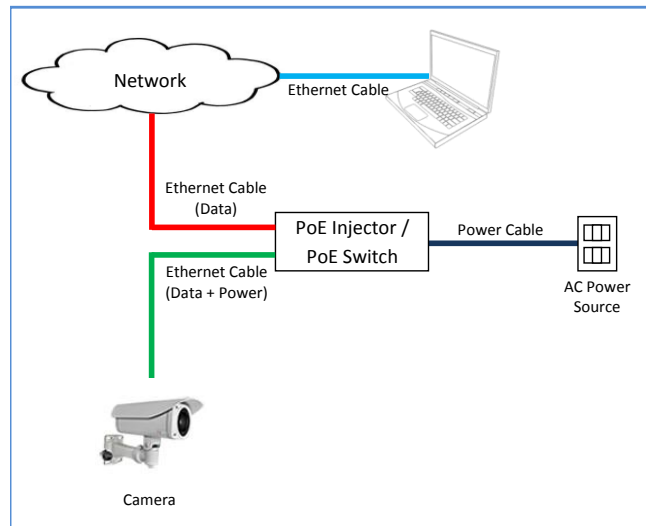 Network
Ethernet Cable
Ethernet Cable
(Data)
PoE Injector /
PoE Switch
Power Cable
Ethernet Cable
(Data + Power)
AC Power
Source
Camera